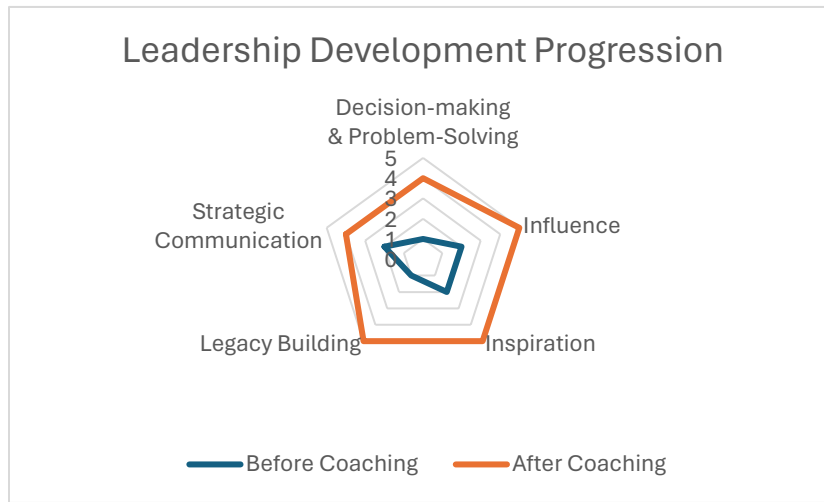 Leadership Development Progression
Decision-making
& Problem-Solving
5
4
3
2
1
0
Influence
Strategic
Communication
Legacy Building
Inspiration
Before Coaching
After Coaching